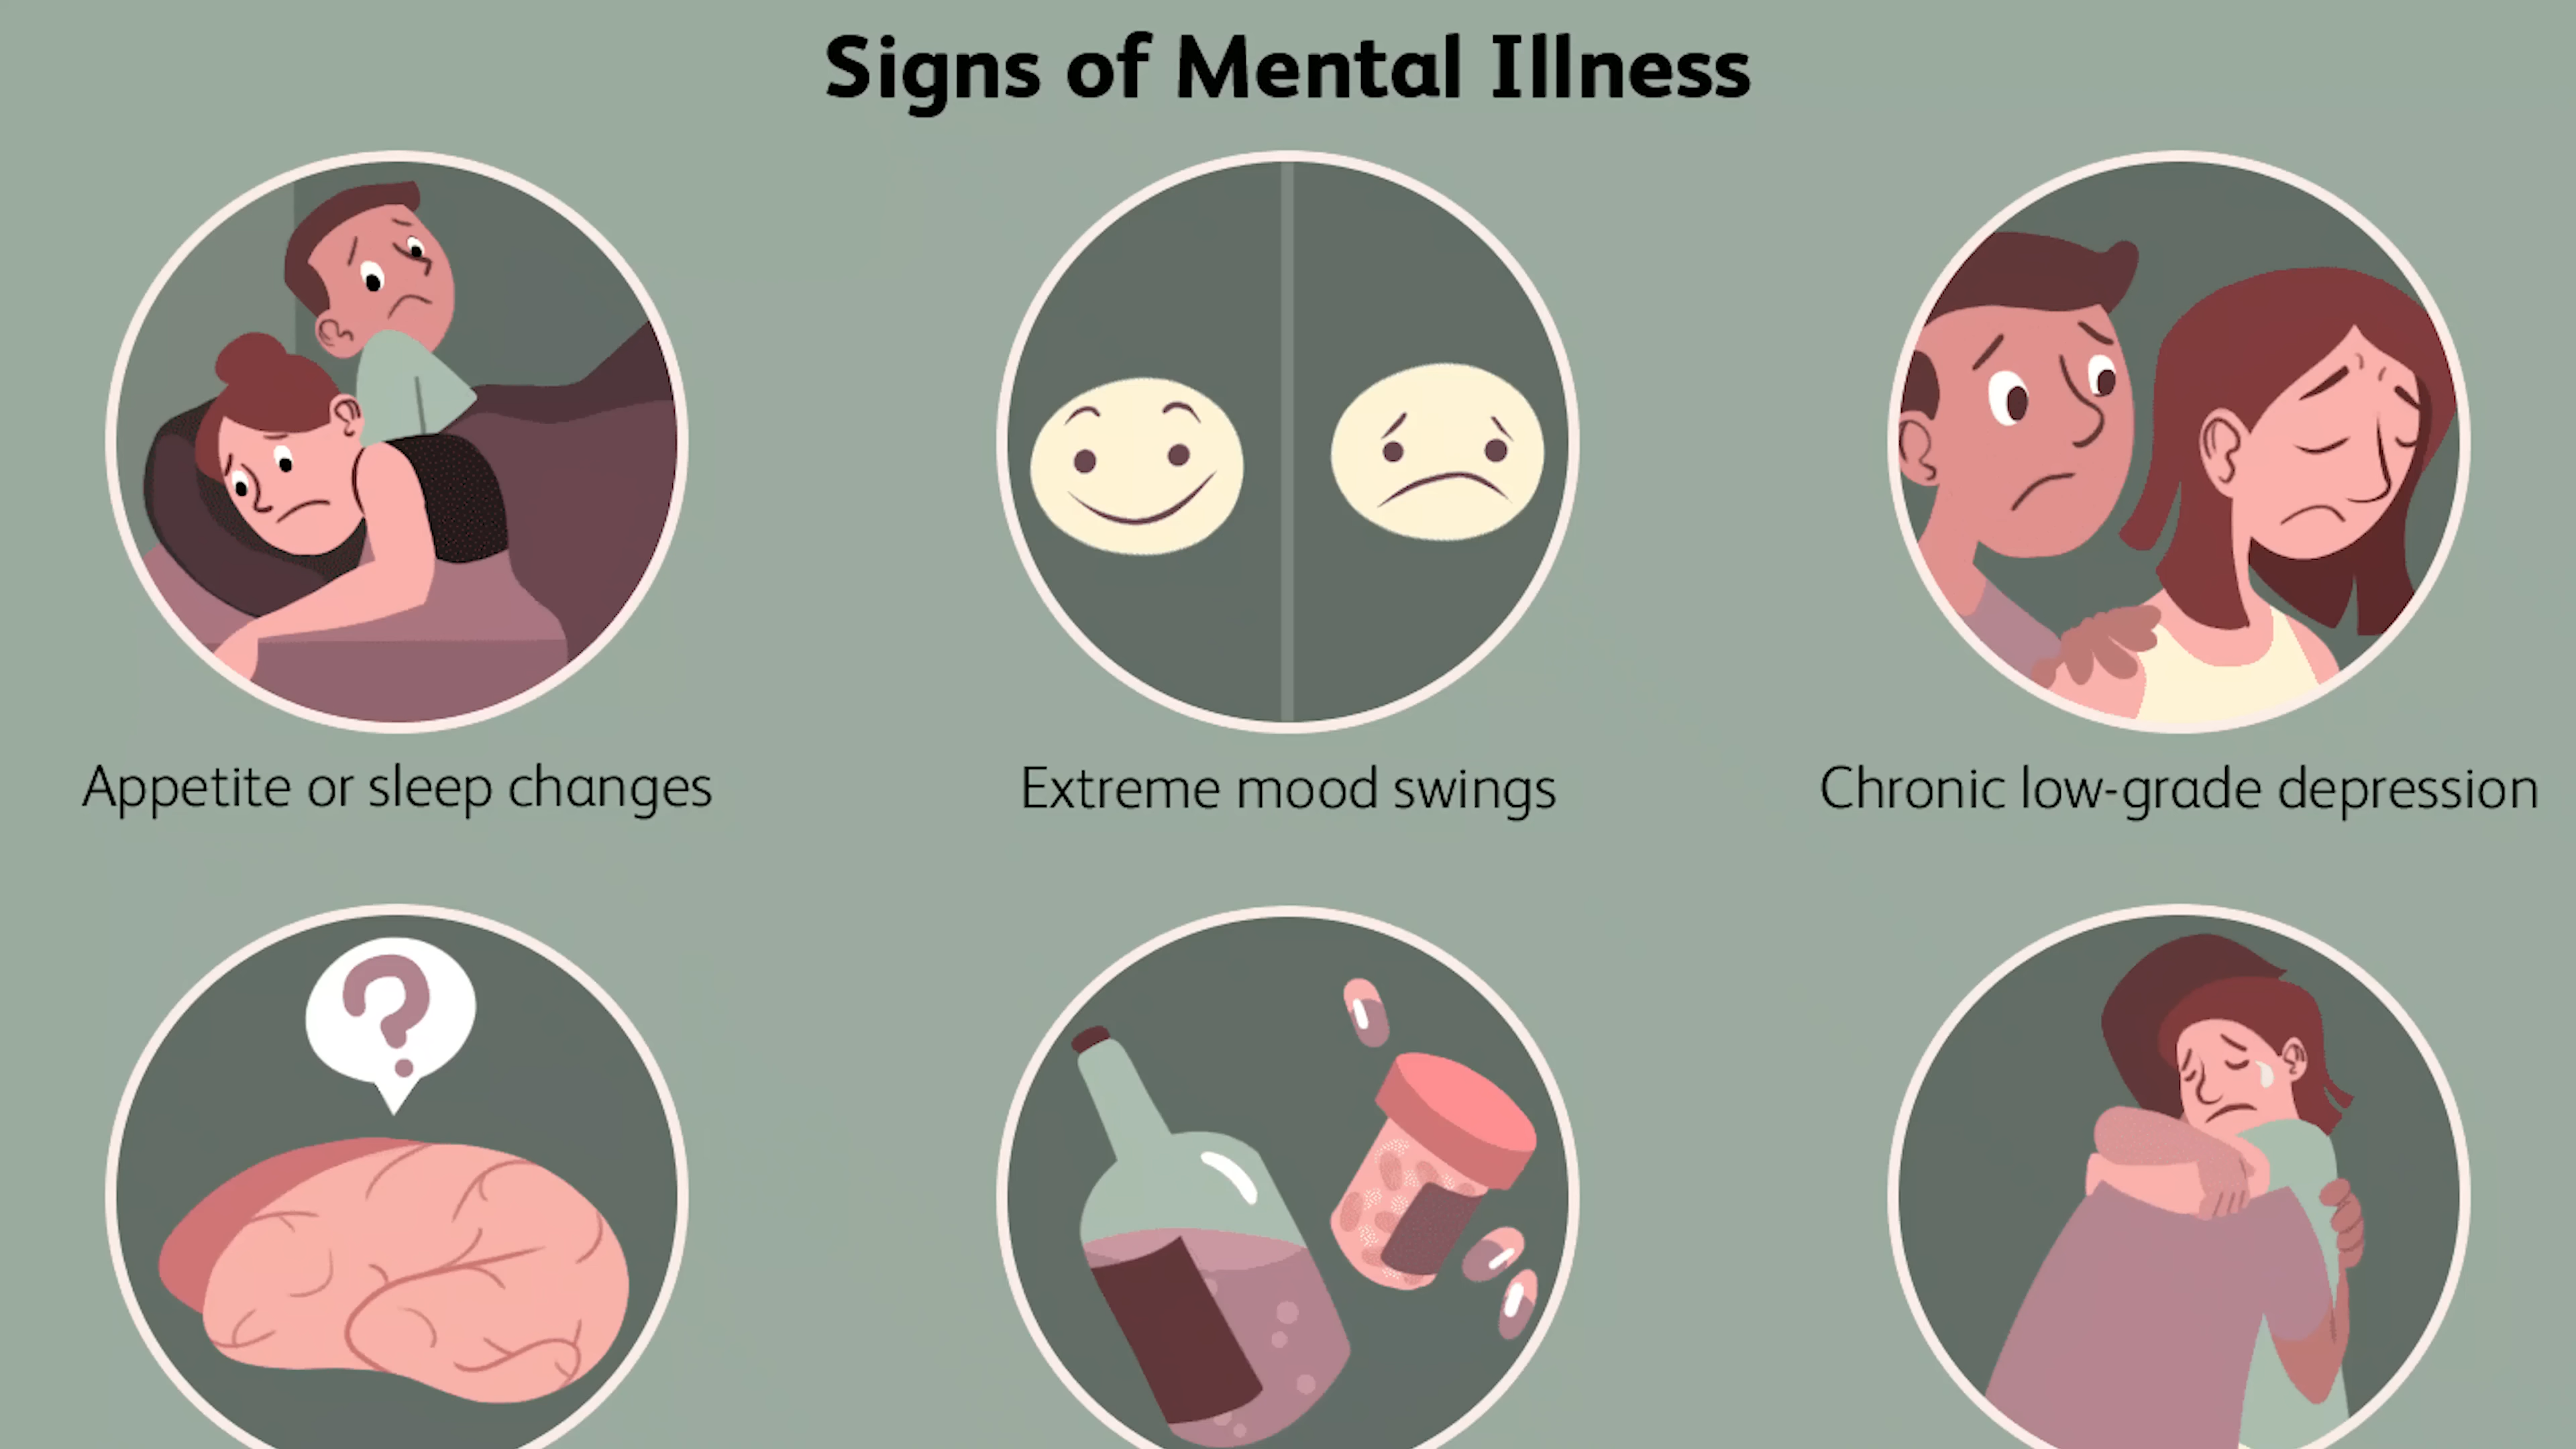 Signs of Mental Illness
Appetite or sleep changes
Extreme mood swings
Chronic low-grade depression
?